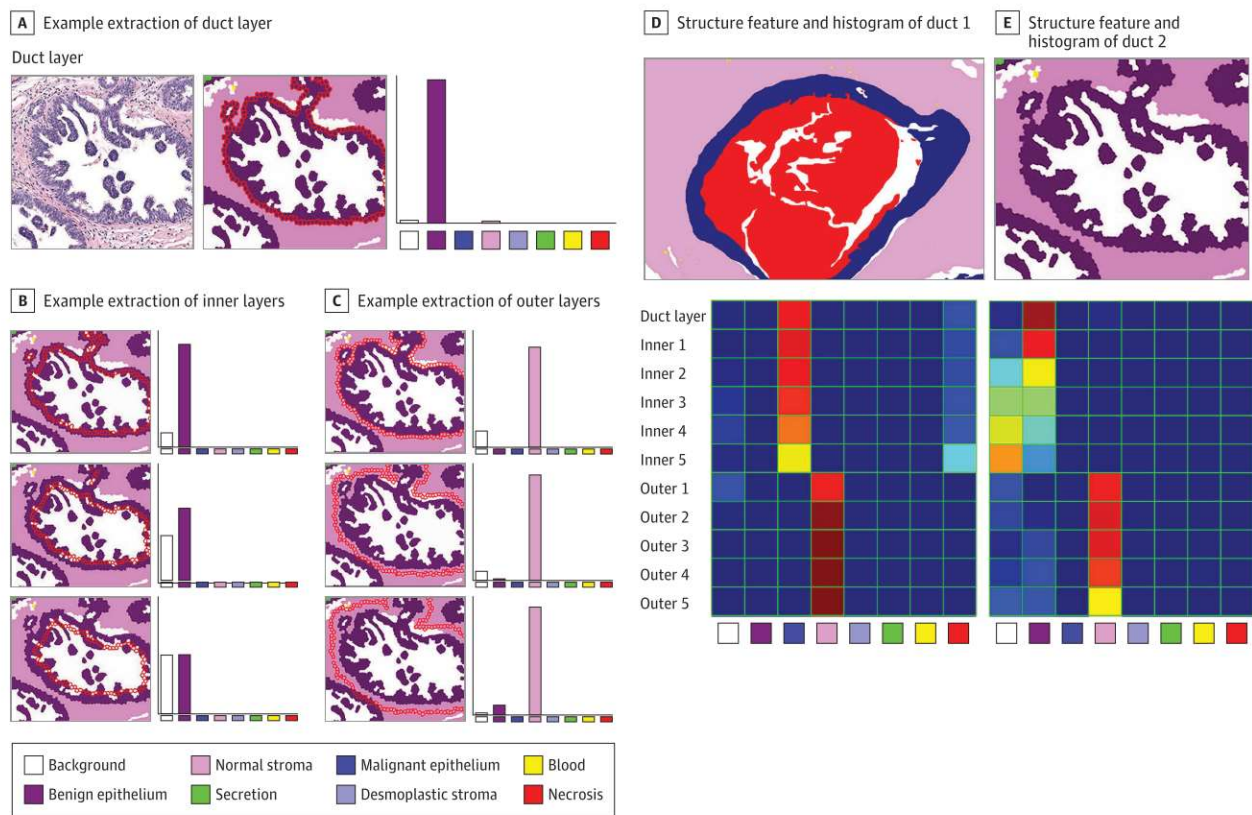 A Example extraction of duct layer
Duct layer
B Example extraction of inner layers
C Example extraction of outer layers
D Structure feature and histogram of duct 1
E Structure feature and
histogram of duct 2
Duct layer
Inner 1
Inner 2
Inner 3
Inner 4
Inner 5
Outer 1
Outer 2
Outer 3
Outer 4
Outer 5
Background
Normal stroma
Malignant epithelium
Blood
Benign epithelium
Secretion
Desmoplastic stroma
Necrosis